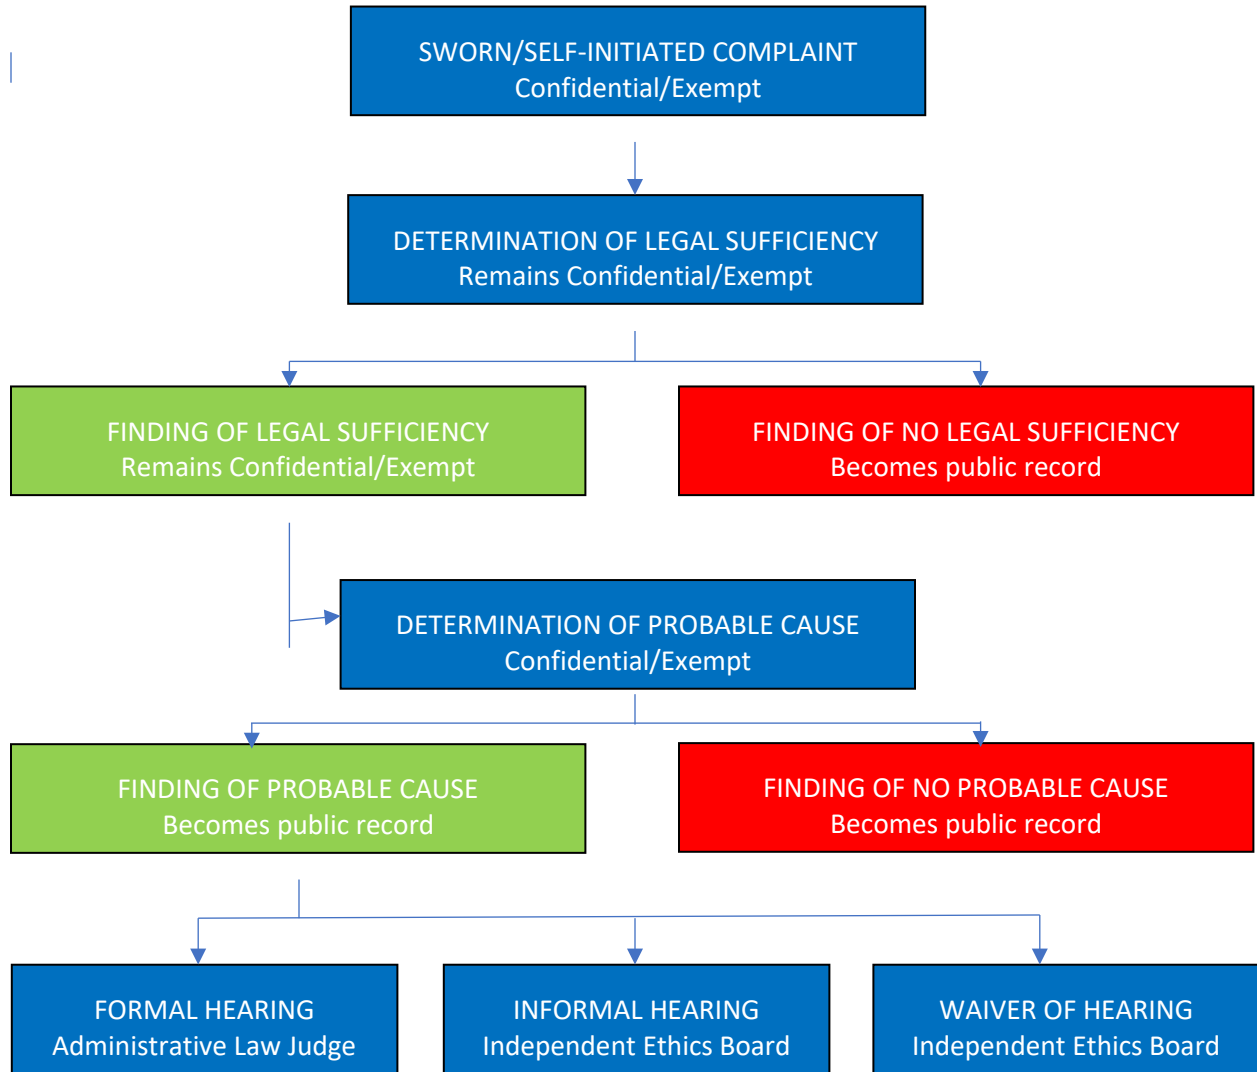 SWORN/SELF-INITIATED COMPLAINT
Confidential/Exempt
DETERMINATION OF LEGAL SUFFICIENCY
Remains Confidential/Exempt
FINDING OF LEGAL SUFFICIENCY
Remains Confidential/Exempt
FINDING OF NO LEGAL SUFFICIENCY
Becomes public record
DETERMINATION OF PROBABLE CAUSE
Confidential/Exempt
FINDING OF PROBABLE CAUSE
Becomes public record
FINDING OF NO PROBABLE CAUSE
Becomes public record
FORMAL HEARING
Administrative Law Judge
INFORMAL HEARING
Independent Ethics Board
WAIVER OF HEARING
Independent Ethics Board